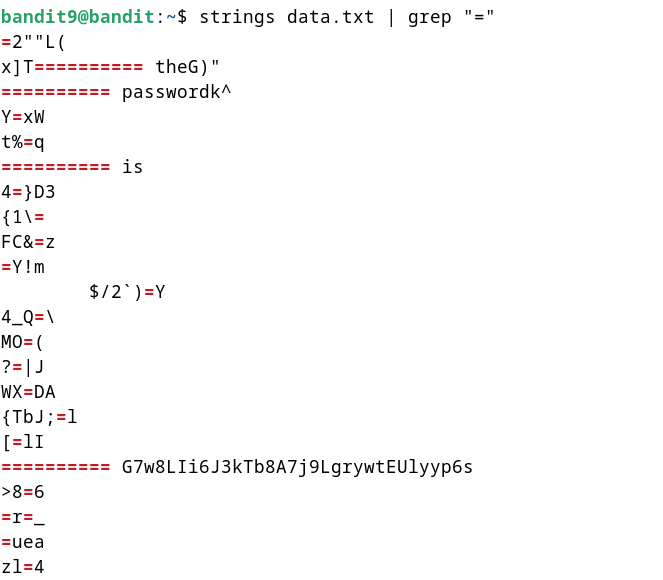 bandit9@bandit:~$ strings data.txt | grep "="
=2""L(
x]T========== theG)"
========== passwordk^
Y=xW
t%=q
========== is
4=}D3
{1\=
FC&=z
=Y!m
        $/2`)=Y
4_Q=\
MO=(
?=|J
WX=DA
{TbJ;=l
[=lI
========== G7w8LIi6J3kTb8A7j9LgrywtEUlyyp6s
>8=6
=r=_
=uea
zl=4